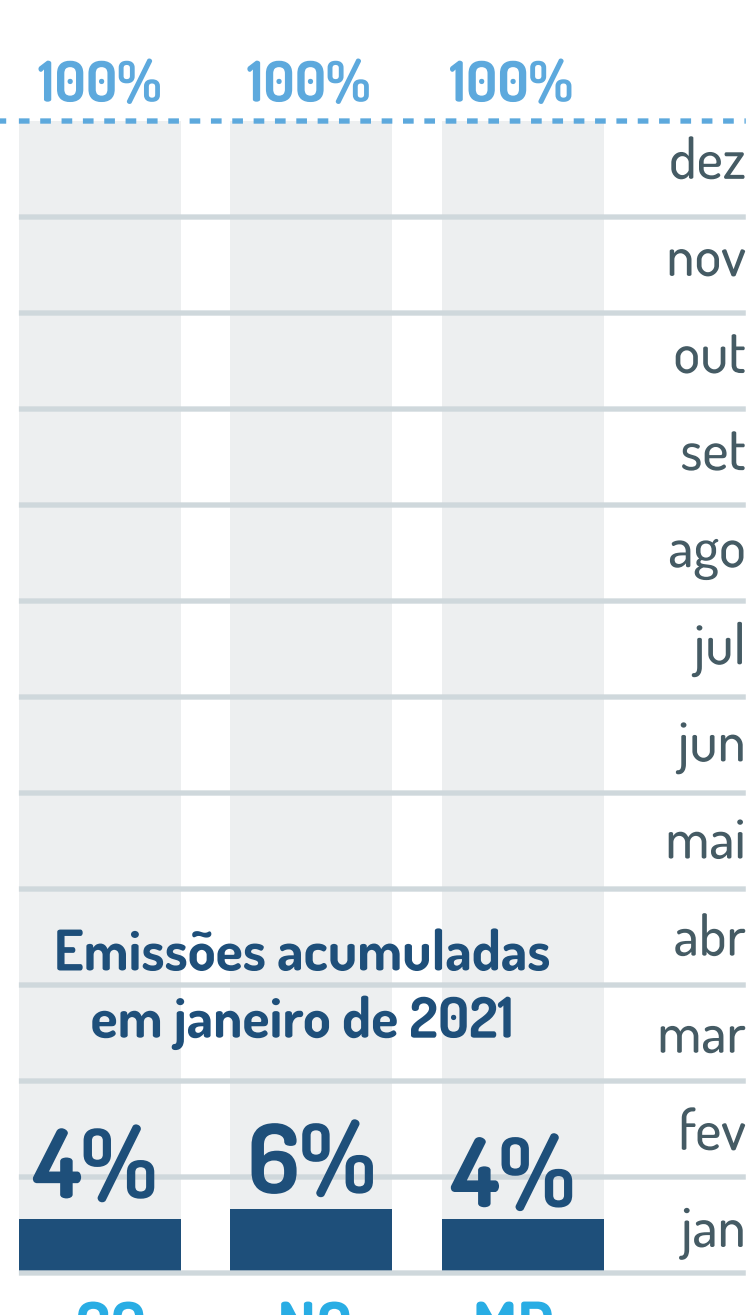 100% 100% 100%
dez
nov
out
set
ago
jul
jun
mai
abr
Emissões acumuladas
em janeiro de 2021
mar
fev
4% 6% 4%
jan